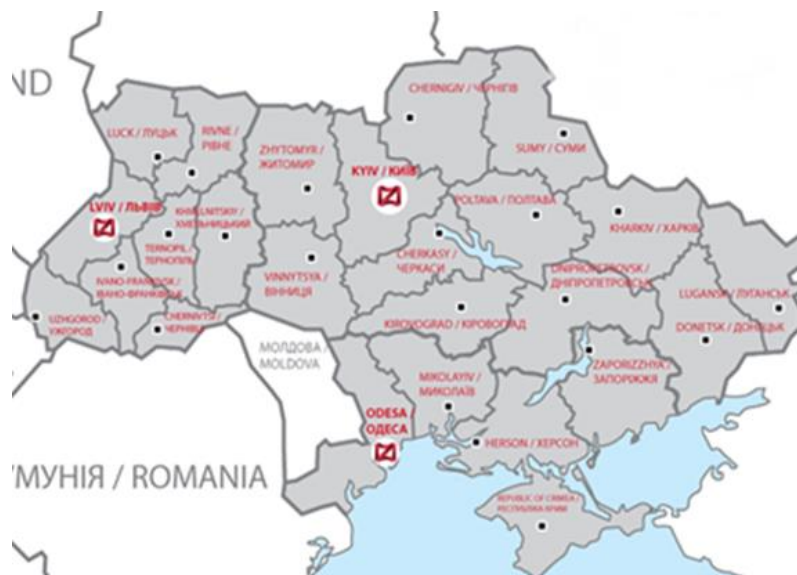 ND
CHERNIGIV / ЧЕРНІГІВ
LUCK / ЛУЦЬК
RIVNE /
РІВНЕ
ZHYTOMYR /
ЖИТОМИР
SUMY / СУМИ
KYIV / КИЇВ
LVIV / ЛЬВІВ
POLTAVA / ПОЛТАВА
KHARKIV / ХАРКІВ
ХМЕЛЬНИЦЬКИЙ
TERNOPIL /
ТЕРНОПІЛЬ
CHERKASY /
ЧЕРКАСИ
VINNYTSYA /
ВІННИЦЯ
IVANO-FRANKIVSK /
ІВАНО-ФРАНКІВСЬК
DNIPROPETROVSK /
ДНІПРОПЕТРОВСЬК
LUGANSK / ЛУГАНСЬК
UZHGOROD /
УЖГОРОД
CHERNIVTSI /
ЧЕРНІВЦІ
KIROVOGRAD / КІРОВОГРАД
DONETSK / ДОНЕЦЬК
МОЛДОВА /
MOLDOVA
ZAPORIZZHYA /
ЗАПОРІЖЖЯ
MIKOLAYIV /
МИКОЛАЇВ
ODESA /
ОДЕСА
HERSON / ХЕРСОН
УМУНІЯ / ROMANIA
REPUBLIC OF CRIMEA /
РЕСПУБЛІКА КРИМ